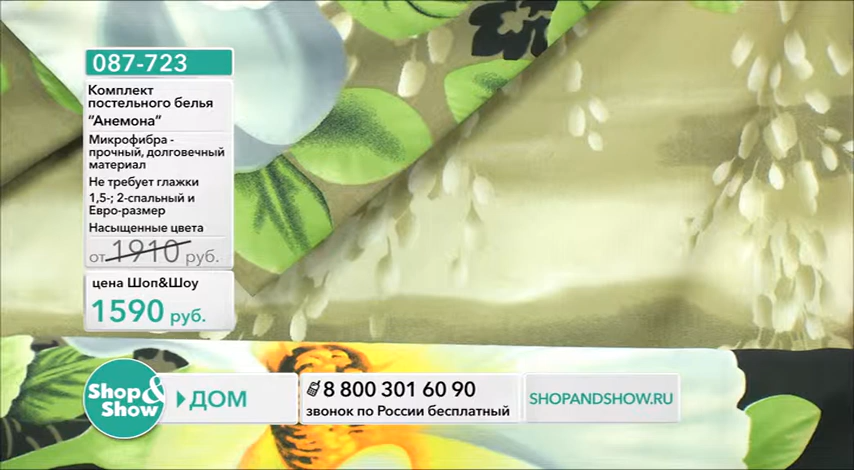 087-723
Комплект
постельного белья
"Анемона"
Микрофибра -
прочный, долговечный
материал
Не требует глажки
1,5-; 2-спальный и
Евро-размер
Насыщенные цвета
от 1910 руб.
цена Шоп&Шоу
1590 руб.
Shop&
Show
ДОМ
8 800 301 60 90
звонок по России бесплатный
SHOPANDSHOW.RU